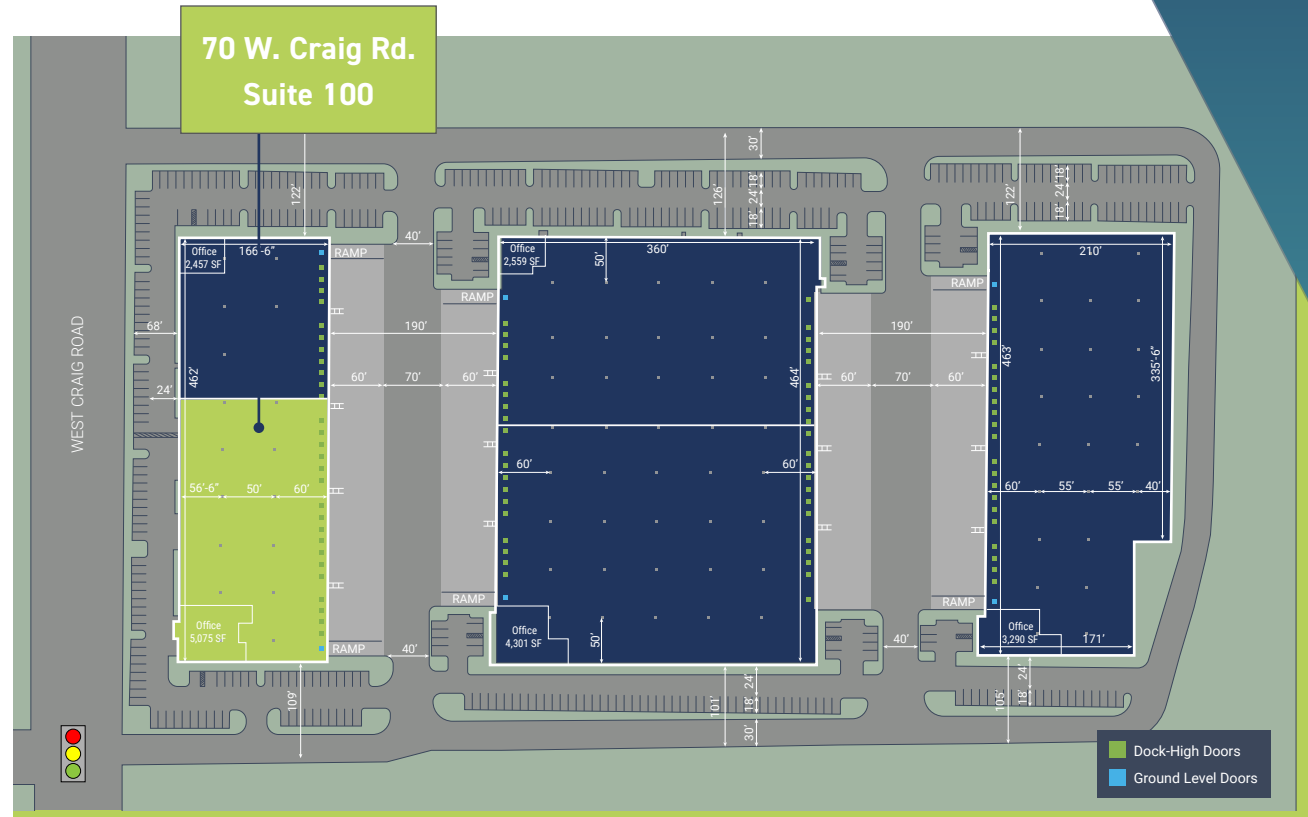 70 W. Craig Rd.
Suite 100
30'
122'
126'
18'
24'
18'
122'
18'
24'
18'
40'
Office
2,457 SF
166'-6"
RAMP
Office
2,559 SF
360'
50'
210'
RAMP
RAMP
68'
190'
190'
WEST CRAIG ROAD
462'
464'
463'
335'-6"
24'
60'
70'
60'
60'
70'
60'
60'
60'
56'-6"
50'
60'
60'
55'
55'
40'
RAMP
RAMP
Office
5,075 SF
RAMP
40'
Office
4,301 SF
50'
40'
Office
3,290 SF
171'
109'
101'
24'
18'
30'
105'
24'
18'
Dock-High Doors
Ground Level Doors